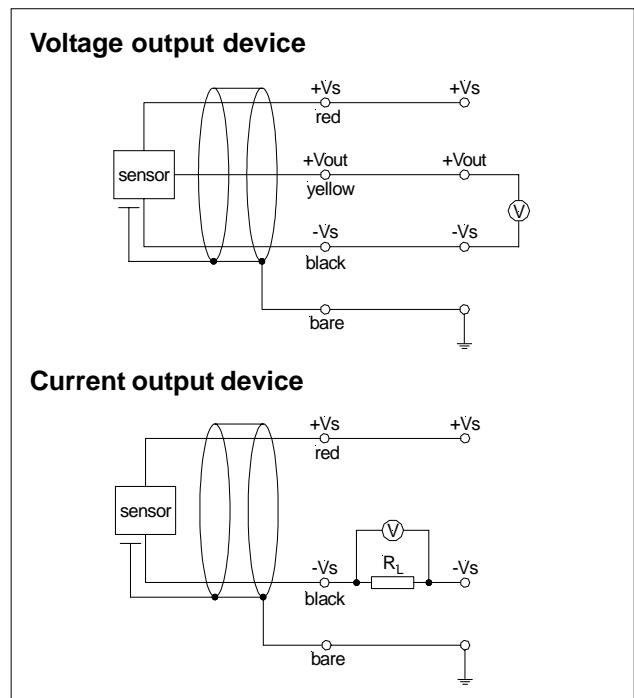 Voltage output device
+Vs +Vs
red
+Vout +Vout
sensor
yellow
V
-Vs -Vs
black
bare
Current output device
+Vs +Vs
red
sensor
V
-Vs RL -Vs
black
bare